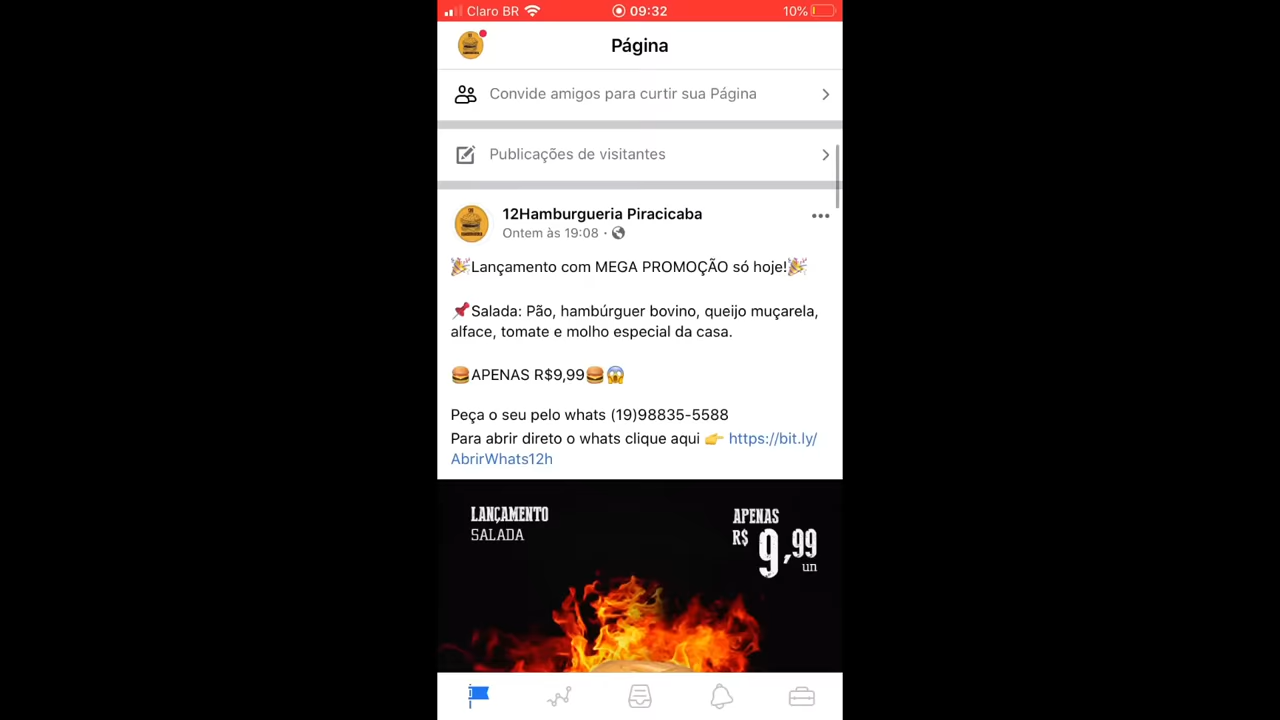 Claro BR 09:32 10%
Página
Convide amigos para curtir sua Página
Publicações de visitantes
12Hamburgueria Piracicaba
Ontem às 19:08 ·
🎉Lançamento com MEGA PROMOÇÃO só hoje!🎉
📌Salada: Pão, hambúrguer bovino, queijo muçarela,
alface, tomate e molho especial da casa.
🍔APENAS R$9,99🍔😱
Peça o seu pelo whats (19)98835-5588
Para abrir direto o whats clique aqui 👉 https://bit.ly/
AbrirWhats12h
LANÇAMENTO
SALADA
APENAS
R$ 9,99
un